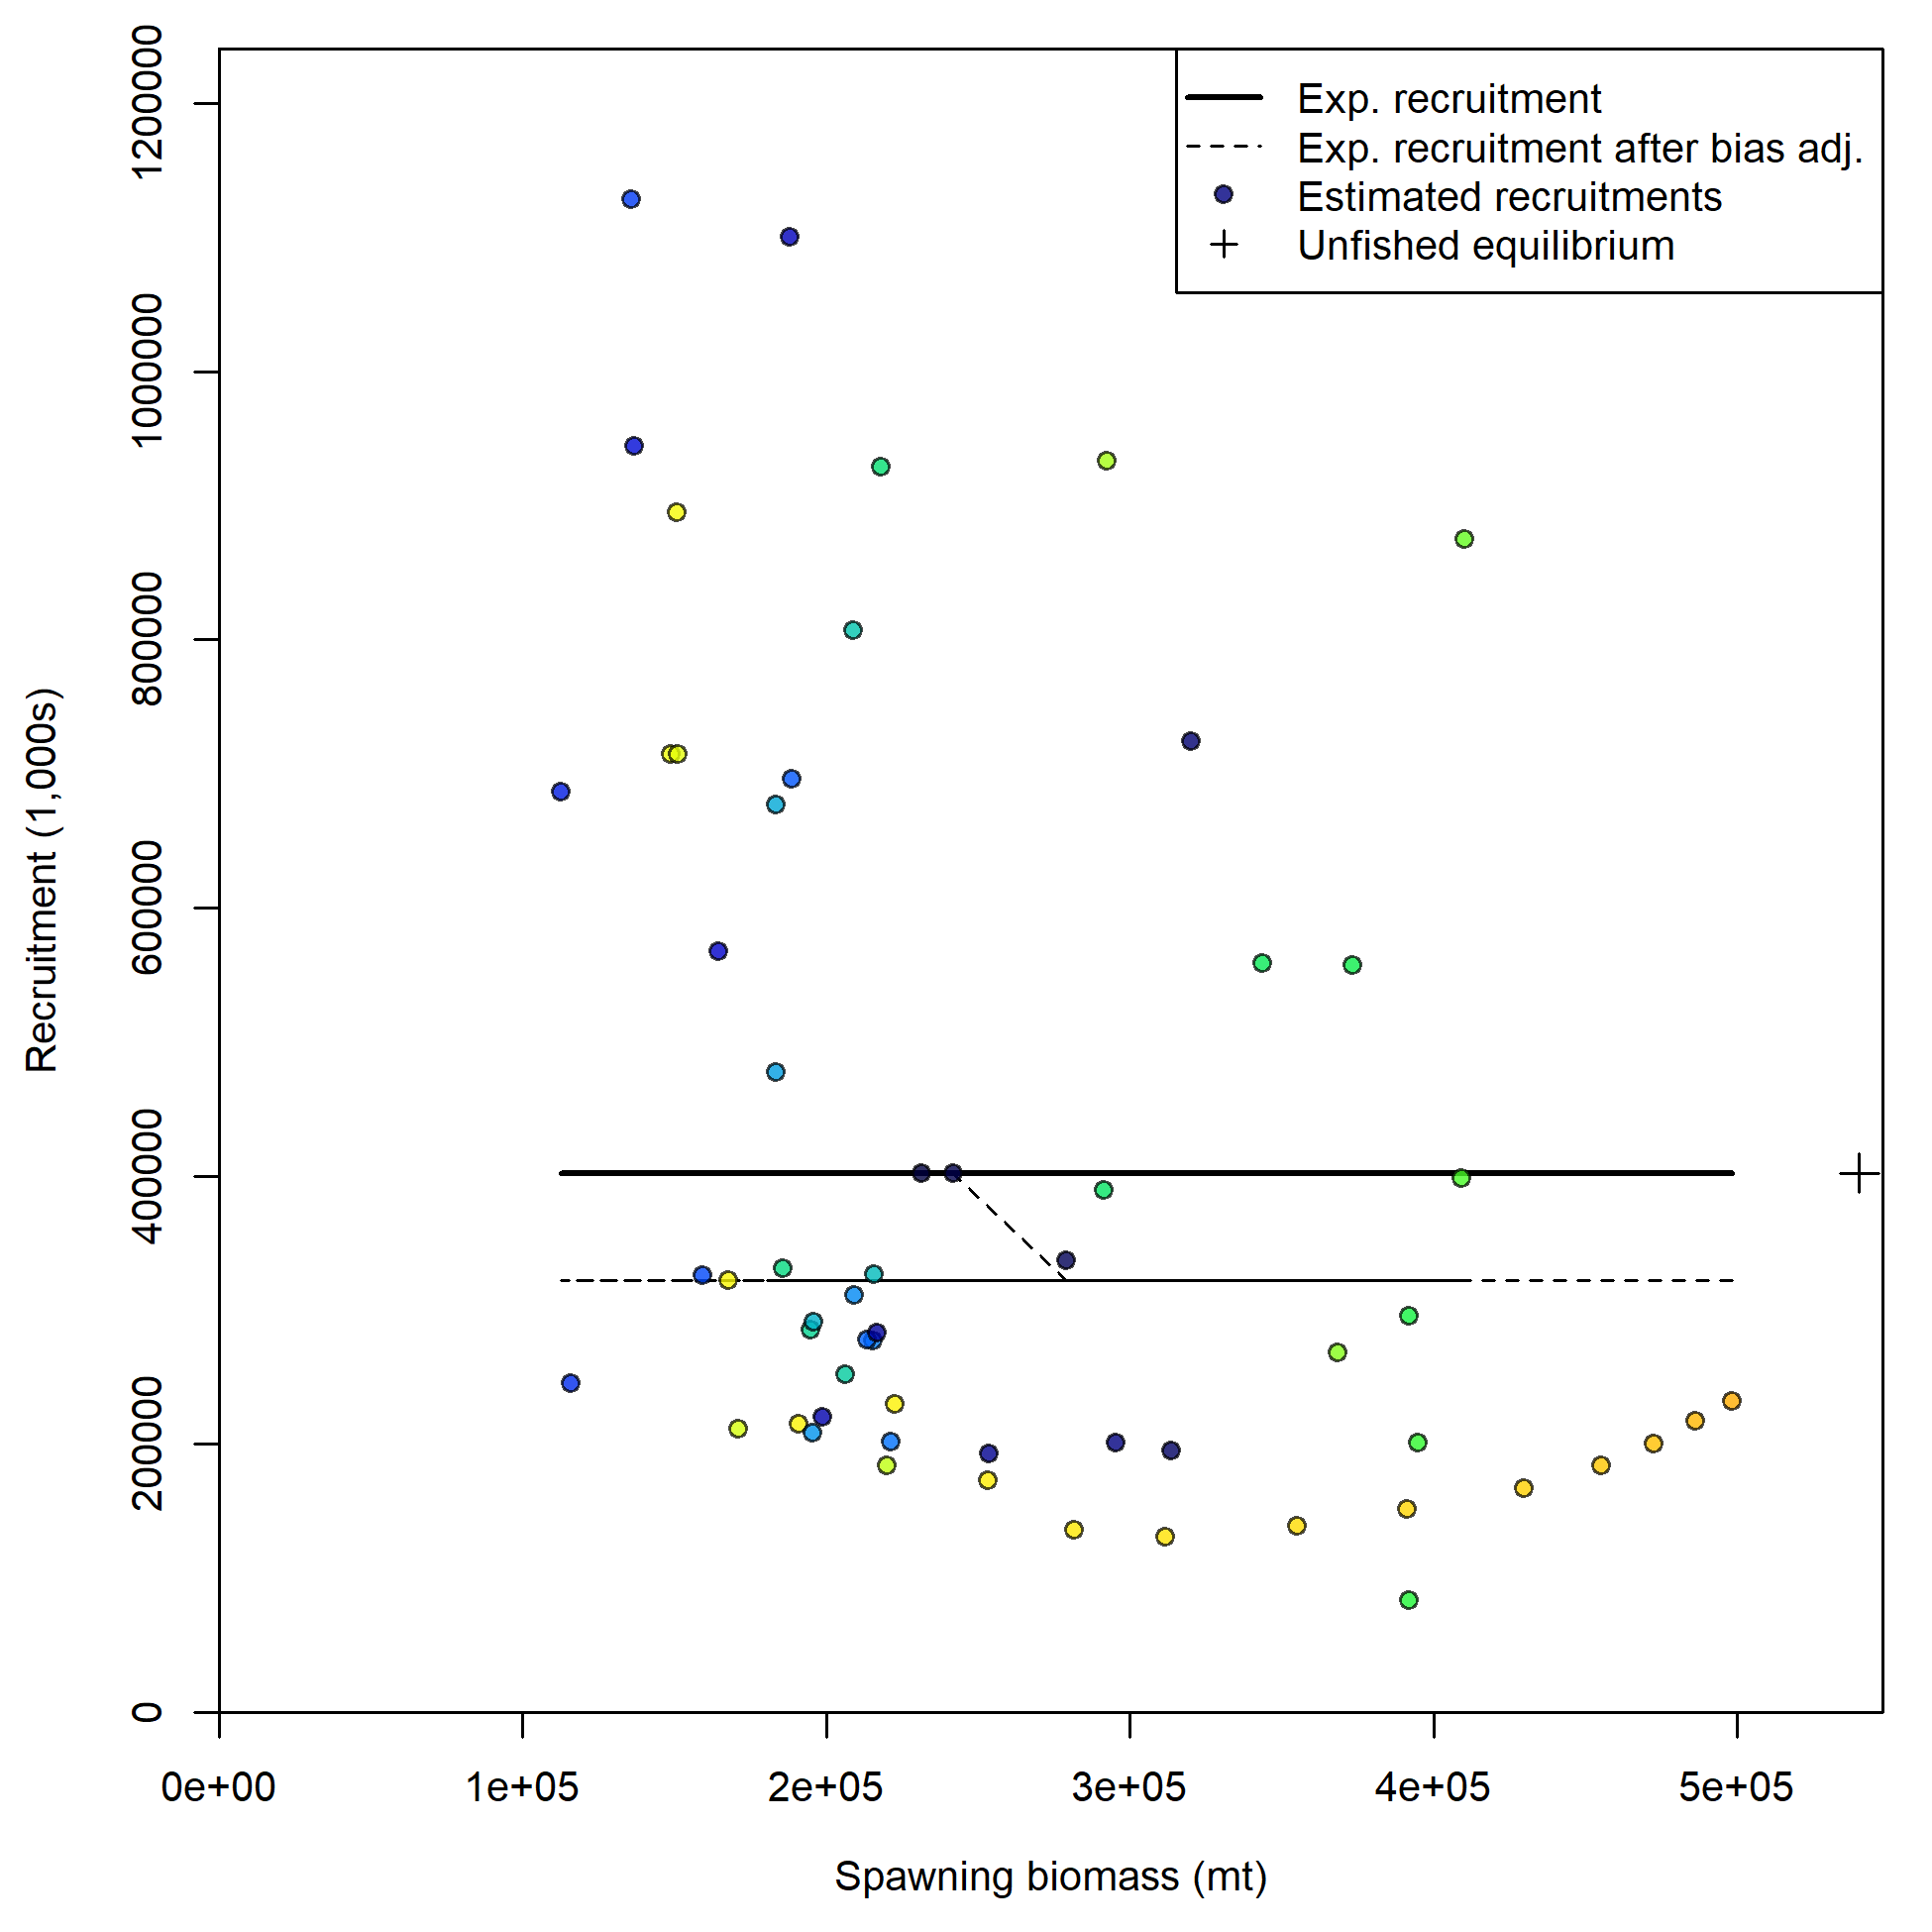 Exp. recruitment
Exp. recruitment after bias adj.
Estimated recruitments
Unfished equilibrium
Recruitment (1,000s)
1200000
1000000
800000
600000
400000
200000
0
0e+00 1e+05 2e+05 3e+05 4e+05 5e+05
Spawning biomass (mt)